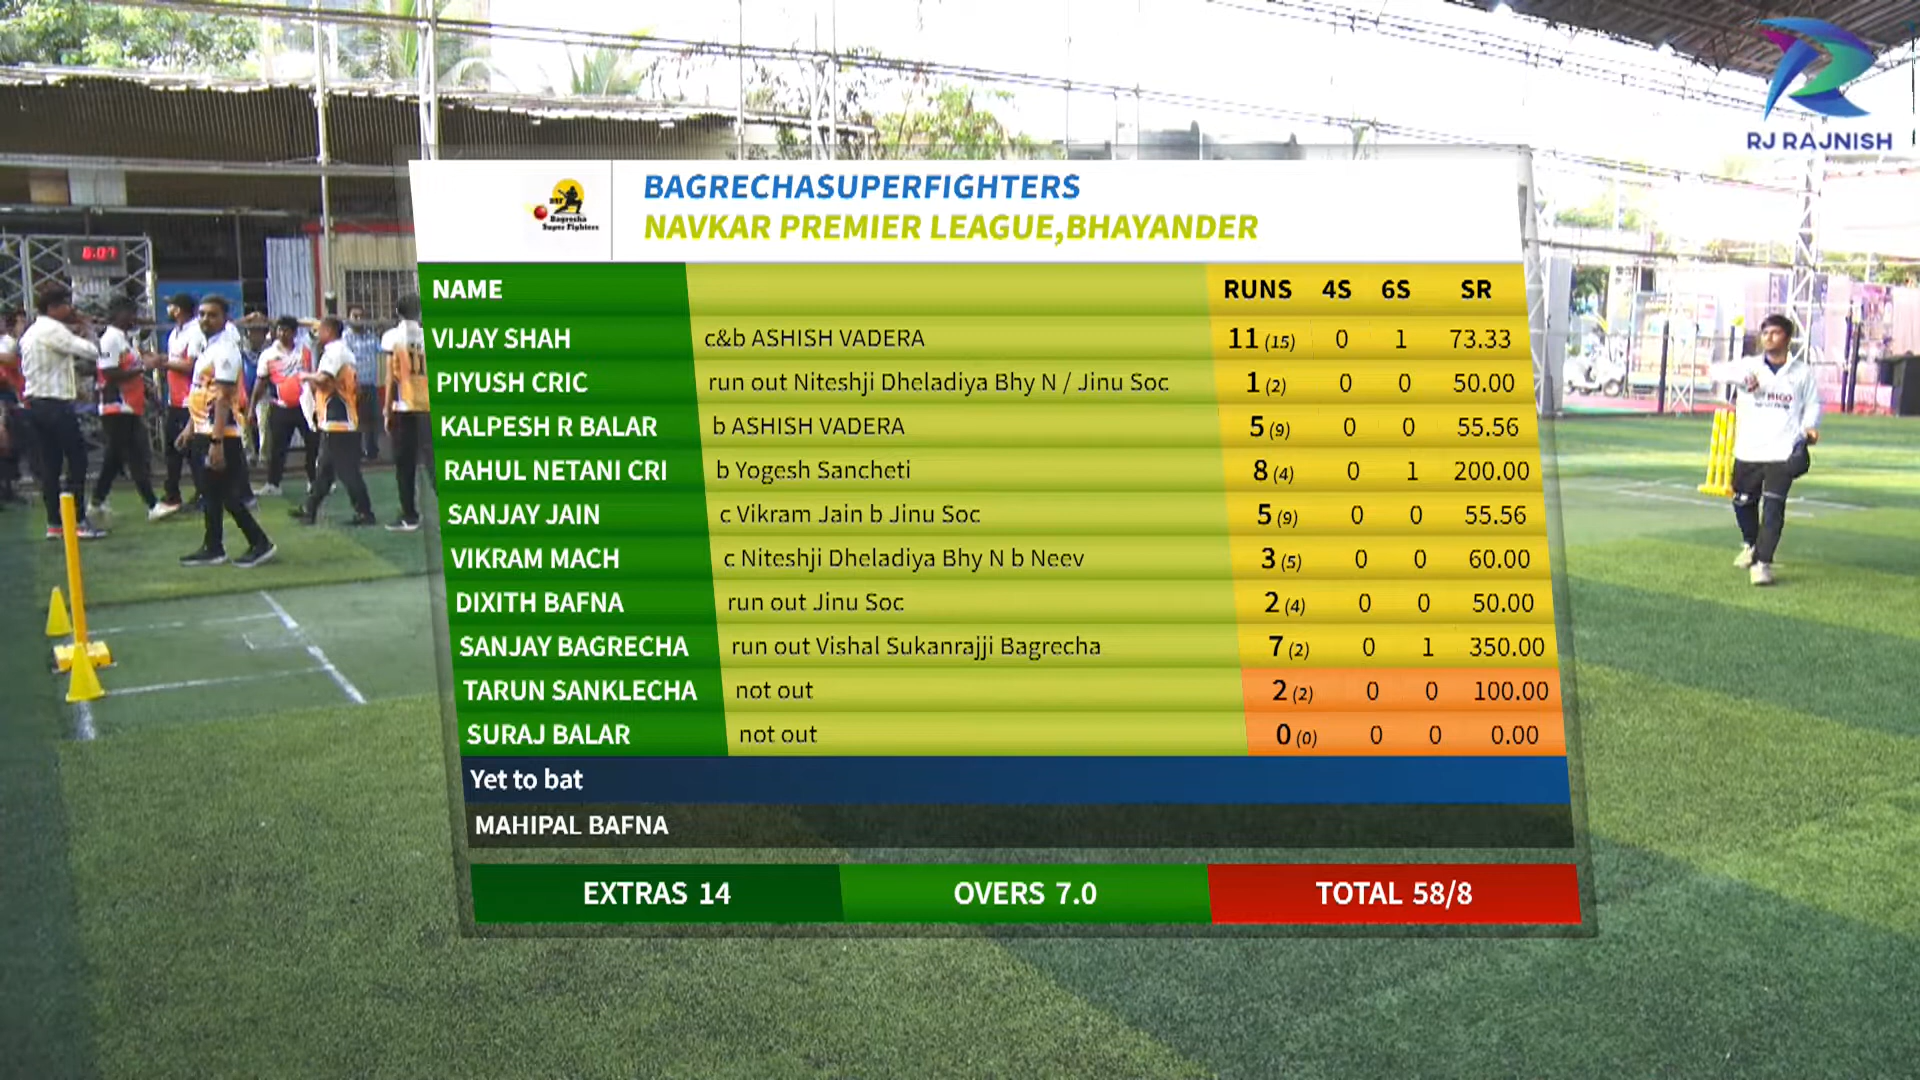 RJ RAJNISH
Bagrecha
Super Fighters
BAGRECHASUPERFIGHTERS
NAVKAR PREMIER LEAGUE,BHAYANDER
NAME RUNS 4S 6S SR
VIJAY SHAH c&b ASHISH VADERA 11 (15) 0 1 73.33
PIYUSH CRIC run out Niteshji Dheladiya Bhy N / Jinu Soc 1 (2) 0 0 50.00
KALPESH R BALAR b ASHISH VADERA 5 (9) 0 0 55.56
RAHUL NETANI CRI b Yogesh Sancheti 8 (4) 0 1 200.00
SANJAY JAIN c Vikram Jain b Jinu Soc 5 (9) 0 0 55.56
VIKRAM MACH c Niteshji Dheladiya Bhy N b Neev 3 (5) 0 0 60.00
DIXITH BAFNA run out Jinu Soc 2 (4) 0 0 50.00
SANJAY BAGRECHA run out Vishal Sukanrajji Bagrecha 7 (2) 0 1 350.00
TARUN SANKLECHA not out 2 (2) 0 0 100.00
SURAJ BALAR not out 0 (0) 0 0 0.00
Yet to bat
MAHIPAL BAFNA
EXTRAS 14 OVERS 7.0 TOTAL 58/8